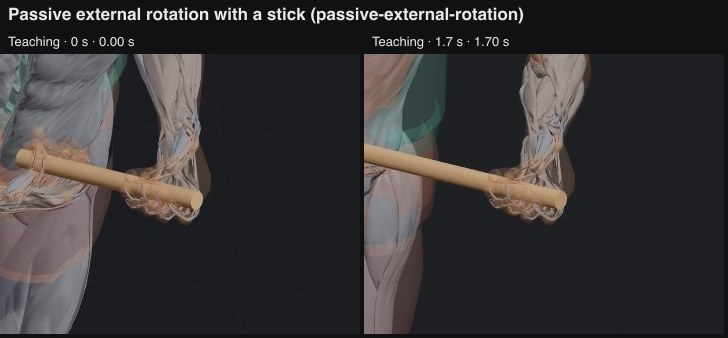 Passive external rotation with a stick (passive-external-rotation)
Teaching · 0 s · 0.00 s
Teaching · 1.7 s · 1.70 s